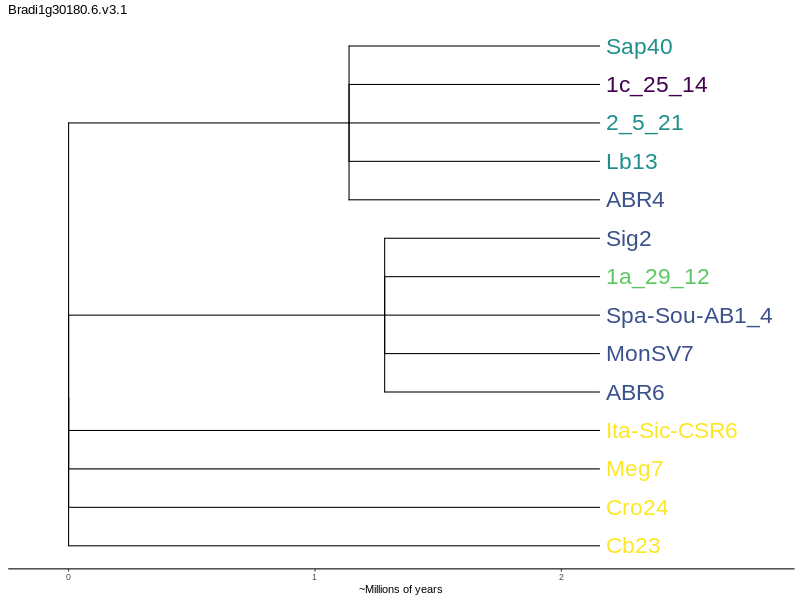 Bradi1g30180.6.v3.1
Sap40
1c_25_14
2_5_21
Lb13
ABR4
Sig2
1a_29_12
Spa-Sou-AB1_4
MonSV7
ABR6
Ita-Sic-CSR6
Meg7
Cro24
Cb23
0 1 2
~Millions of years